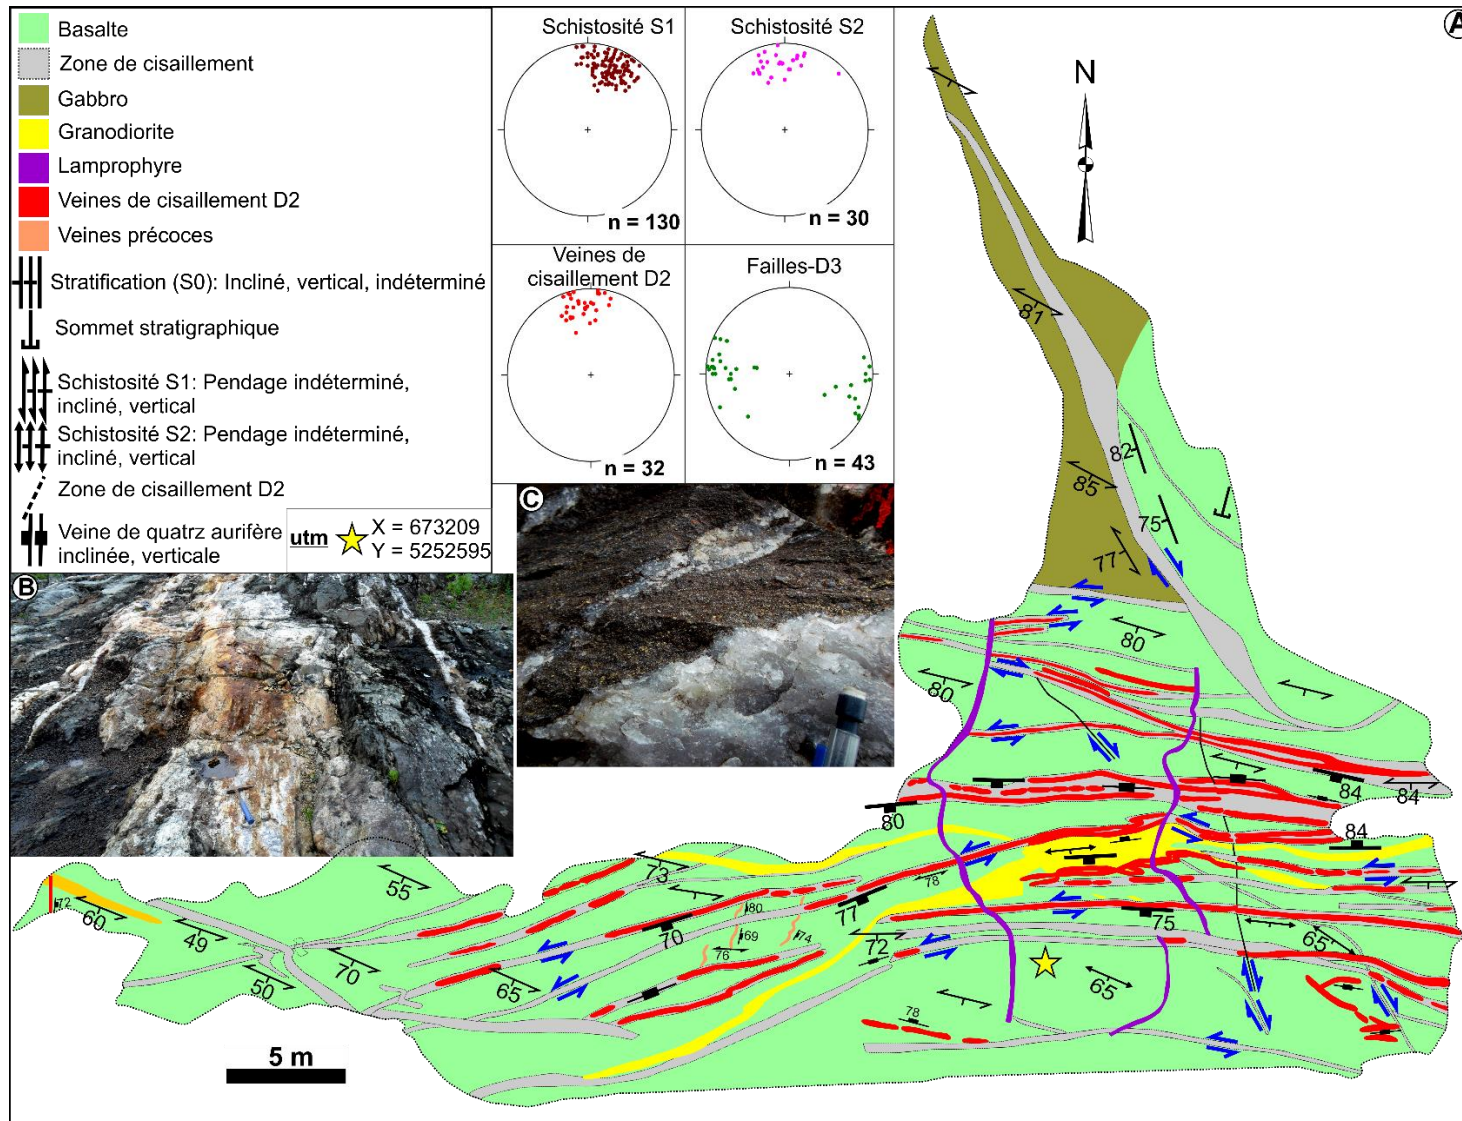 A
Basalte
Zone de cisaillement
Gabbro
Granodiorite
Lamprophyre
Veines de cisaillement D2
Veines précoces
Stratification (S0): Incliné, vertical, indéterminé
Sommet stratigraphique
Schistosité S1: Pendage indéterminé,
incliné, vertical
Schistosité S2: Pendage indéterminé,
incliné, vertical
Zone de cisaillement D2
Veine de quatrz aurifère
inclinée, verticale
utm
X = 673209
Y = 5252595
Schistosité S1
n = 130
Schistosité S2
n = 30
Veines de
cisaillement D2
n = 32
Failles-D3
n = 43
B
C
N
81
82
85
75
77
80
80
84
84
80
84
73
55
78
77
80
72
60
49
70
69
74
75
72
65
76
70
50
65
65
78
5 m